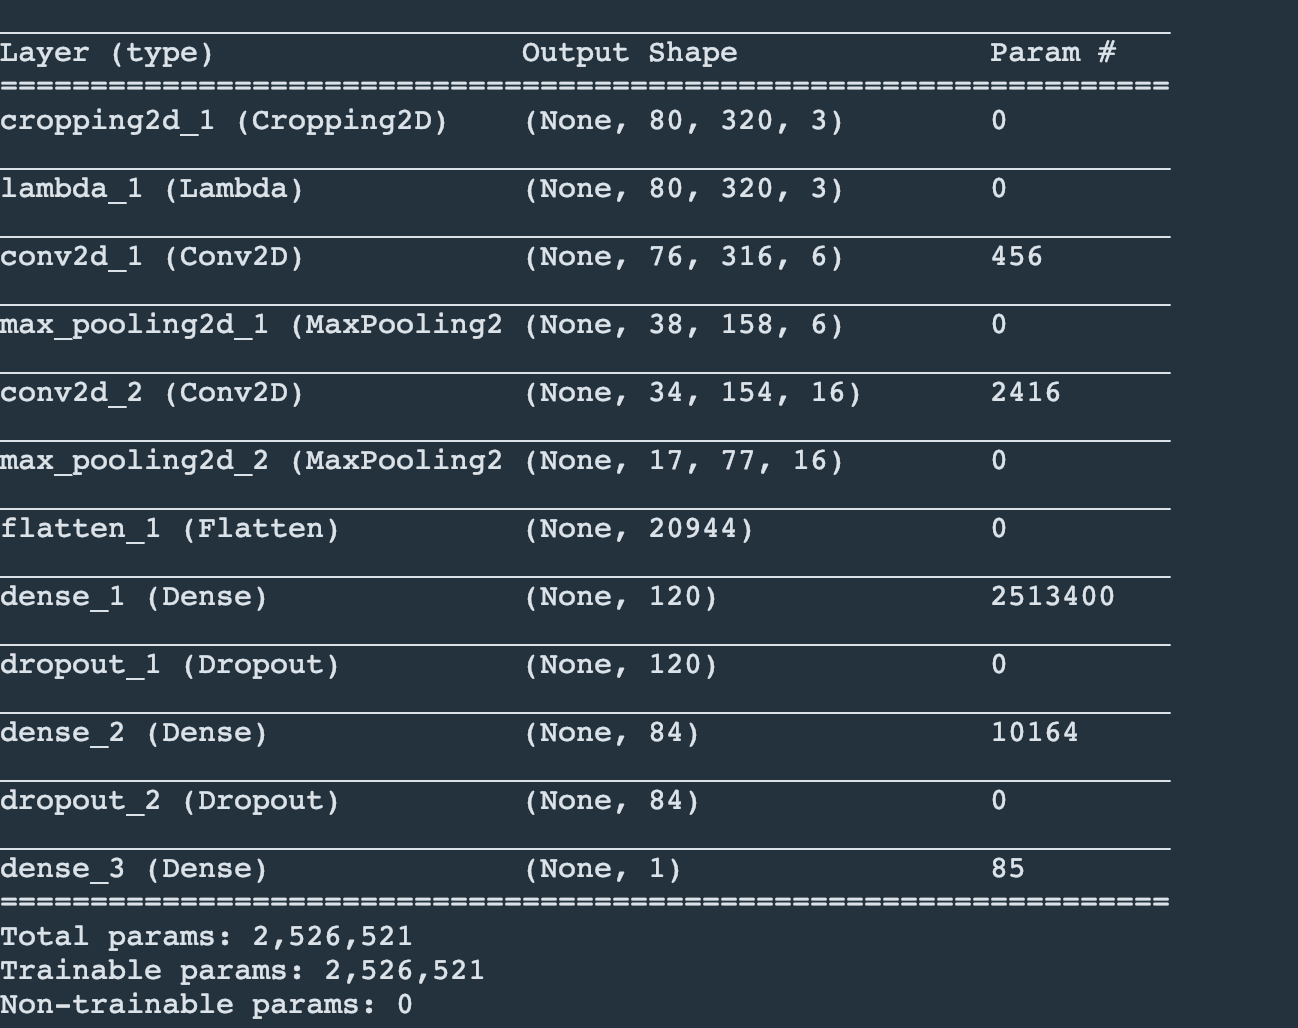 Layer (type) Output Shape Param #
=================================================================
cropping2d_1 (Cropping2D) (None, 80, 320, 3) 0
lambda_1 (Lambda) (None, 80, 320, 3) 0
conv2d_1 (Conv2D) (None, 76, 316, 6) 456
max_pooling2d_1 (MaxPooling2 (None, 38, 158, 6) 0
conv2d_2 (Conv2D) (None, 34, 154, 16) 2416
max_pooling2d_2 (MaxPooling2 (None, 17, 77, 16) 0
flatten_1 (Flatten) (None, 20944) 0
dense_1 (Dense) (None, 120) 2513400
dropout_1 (Dropout) (None, 120) 0
dense_2 (Dense) (None, 84) 10164
dropout_2 (Dropout) (None, 84) 0
dense_3 (Dense) (None, 1) 85
=================================================================
Total params: 2,526,521
Trainable params: 2,526,521
Non-trainable params: 0